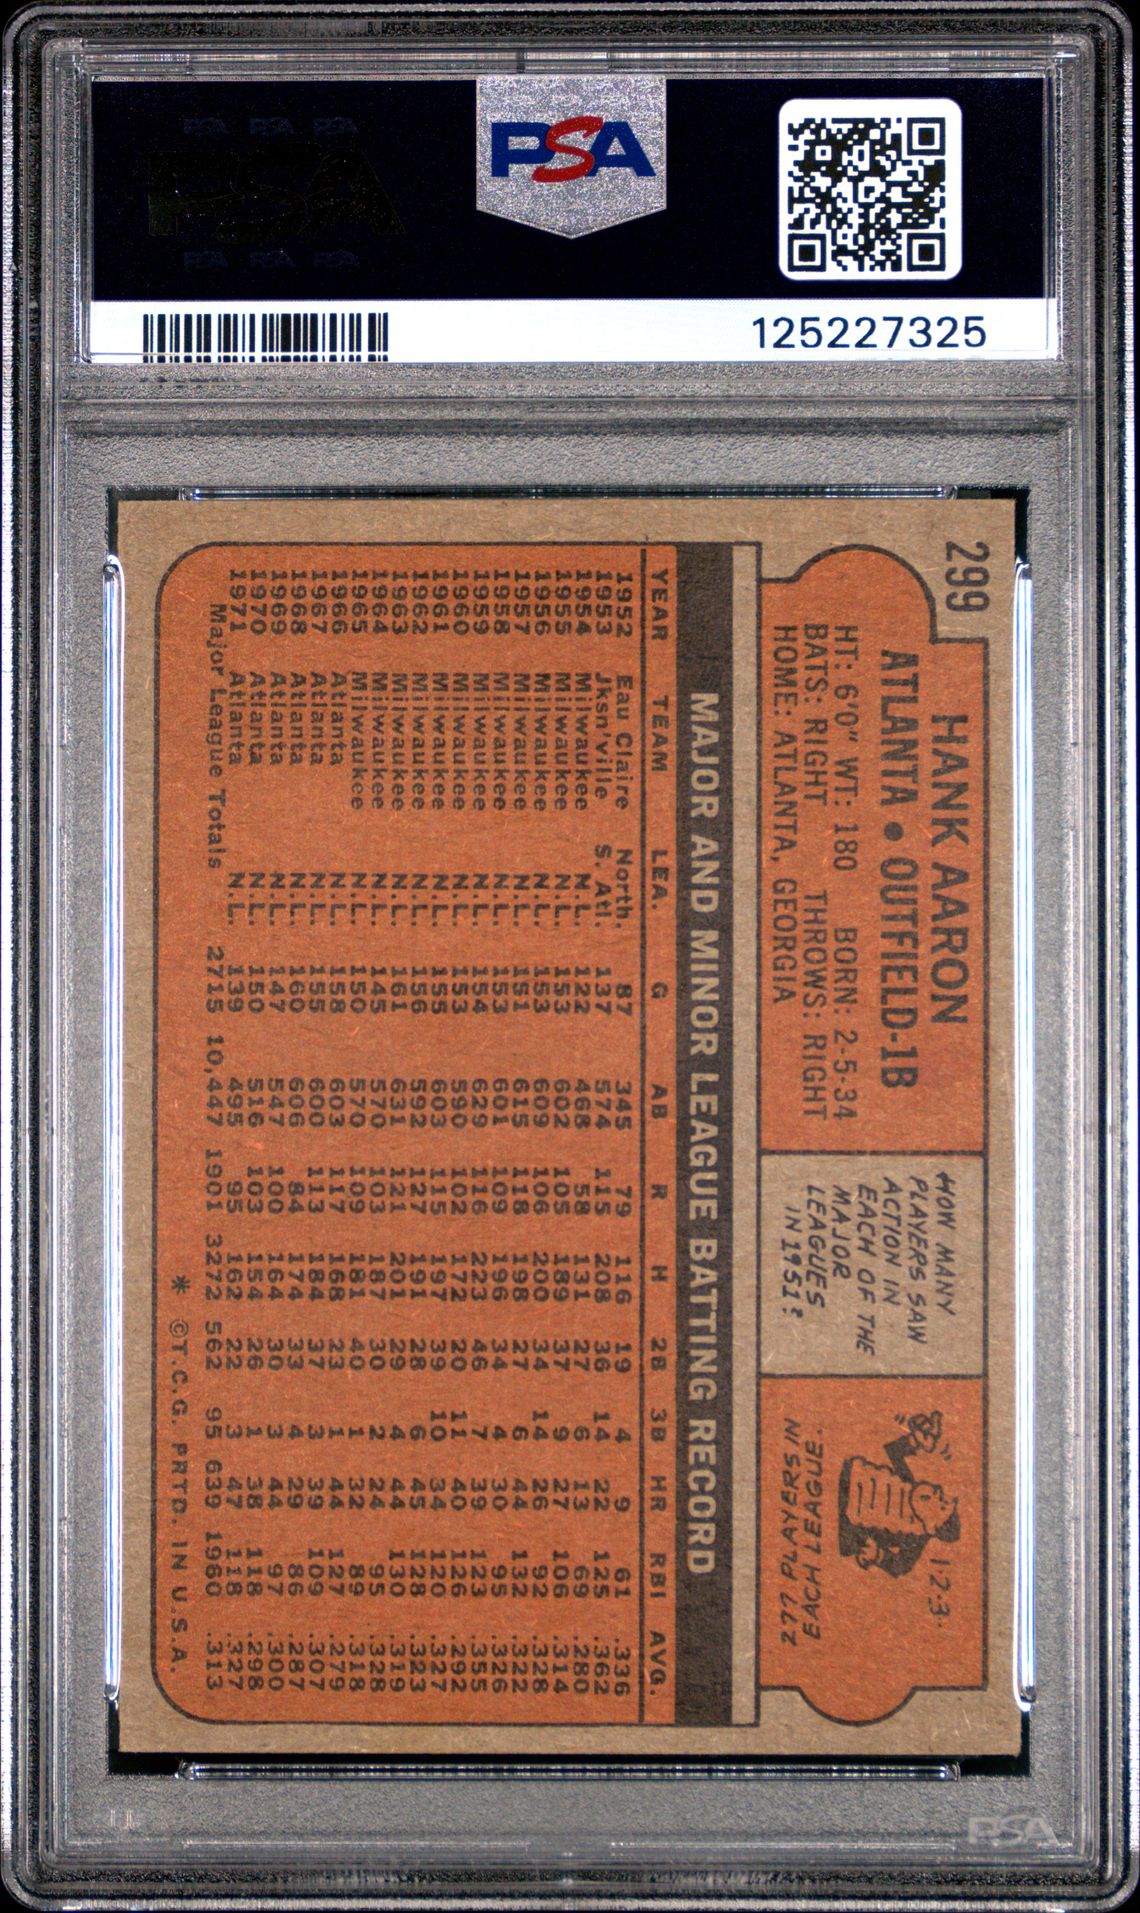 PSA
125227325
299
HANK AARON
ATLANTA • OUTFIELD-1B
HT: 6'0" WT: 180 BORN: 2-5-34
BATS: RIGHT THROWS: RIGHT
HOME: ATLANTA, GEORGIA
HOW MANY
PLAYERS SAW
ACTION IN
EACH OF THE
MAJOR
LEAGUES
IN 1951?
1-2-3-
277 PLAYERS IN
EACH LEAGUE.
MAJOR AND MINOR LEAGUE BATTING RECORD
YEAR TEAM LEA. G AB R H 2B 3B HR RBI AVG.
1952 Eau Claire North. 87 345 79 116 19 4 9 61 .336
1953 Jksn'ville S. Atl. 137 574 115 208 36 14 22 125 .362
1954 Milwaukee N.L. 122 468 58 131 27 6 13 69 .280
1955 Milwaukee N.L. 153 602 105 189 37 9 27 106 .314
1956 Milwaukee N.L. 153 609 106 200 34 14 26 92 .328
1957 Milwaukee N.L. 151 615 118 198 27 6 44 132 .322
1958 Milwaukee N.L. 153 601 109 196 34 4 30 95 .326
1959 Milwaukee N.L. 154 629 116 223 46 7 39 123 .355
1960 Milwaukee N.L. 153 590 102 172 20 11 40 126 .292
1961 Milwaukee N.L. 155 603 115 197 39 10 34 120 .327
1962 Milwaukee N.L. 156 592 127 191 28 6 45 128 .323
1963 Milwaukee N.L. 161 631 121 201 29 4 44 130 .319
1964 Milwaukee N.L. 145 570 103 187 30 2 24 95 .328
1965 Milwaukee N.L. 150 570 109 181 40 1 32 89 .318
1966 Atlanta N.L. 158 603 117 168 23 1 44 127 .279
1967 Atlanta N.L. 155 600 113 184 37 3 39 109 .307
1968 Atlanta N.L. 160 606 84 174 33 4 29 86 .287
1969 Atlanta N.L. 147 547 100 164 30 3 44 97 .300
1970 Atlanta N.L. 150 516 103 154 26 1 38 118 .298
1971 Atlanta N.L. 139 495 95 162 22 3 47 118 .327
Major League Totals 2715 10,447 1901 3272 562 95 639 1960 .313
* ©T.C.G. PRTD. IN U.S.A.
PSA